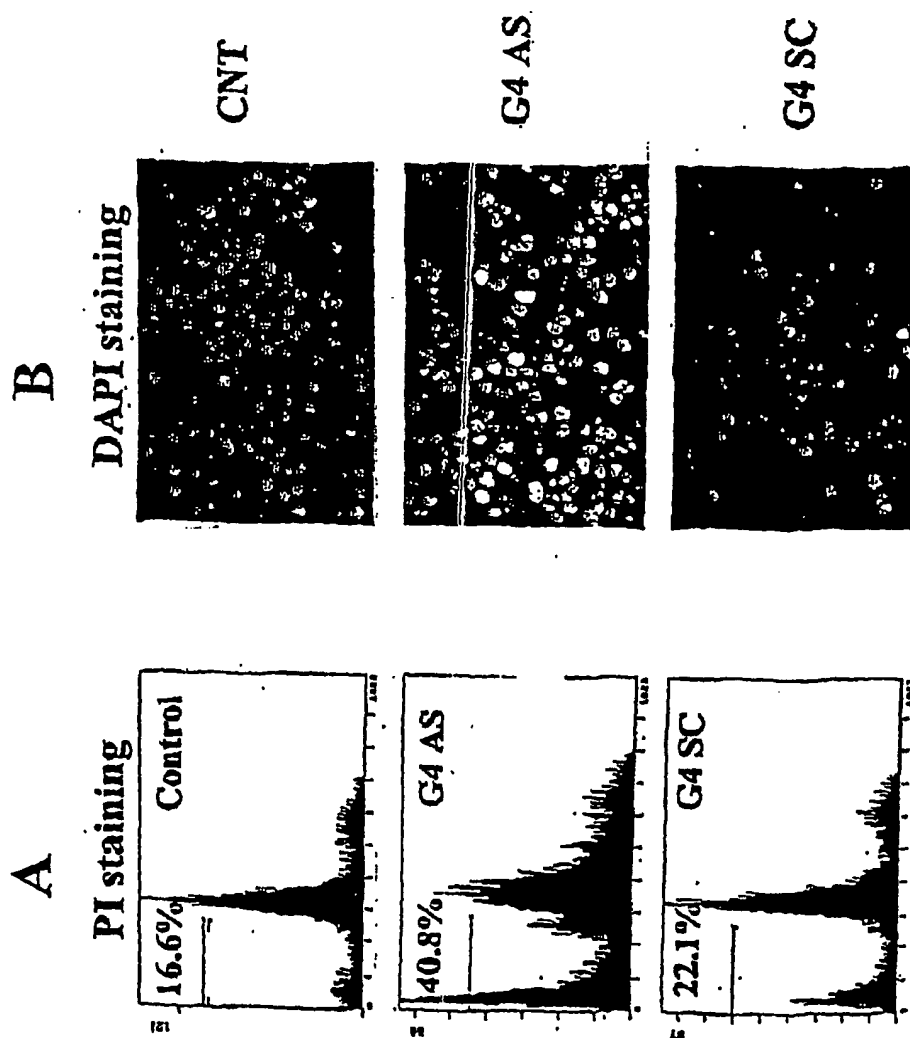 A
PI staining
16.6%
Control
40.8%
G4 AS
22.1%
G4 SC
B
DAPI staining
CNT
G4 AS
G4 SC